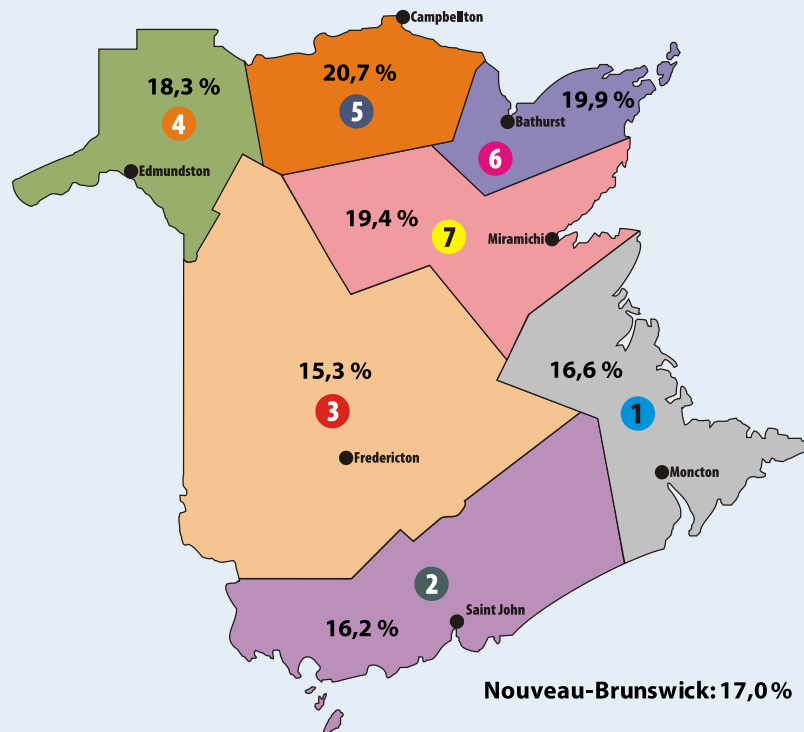 Campbellton
20,7 %
5
18,3 %
4
Edmundston
19,9 %
Bathurst
6
19,4 %
7
Miramichi
15,3 %
3
Fredericton
16,6 %
1
Moncton
2
Saint John
16,2 %
Nouveau-Brunswick: 17,0 %